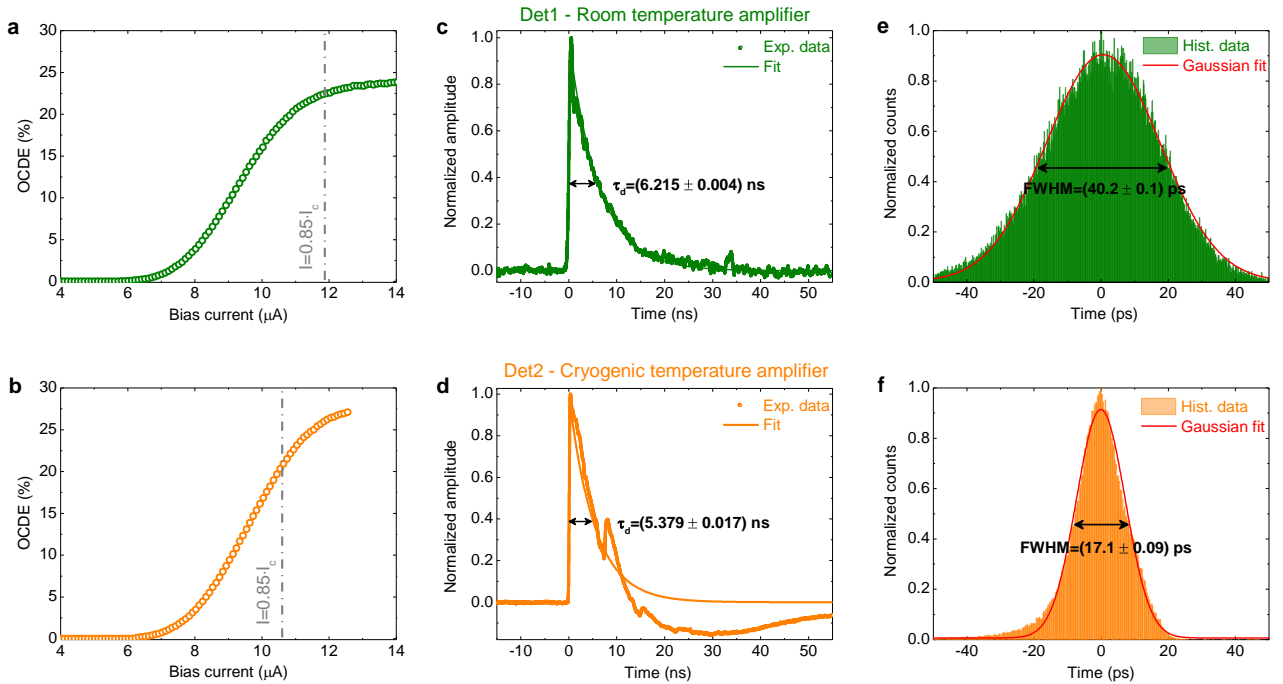 a
30
25
20
15
10
5
0
OCDE (%)
I=0.85·I_c
4 6 8 10 12 14
Bias current (μA)
Det1 - Room temperature amplifier
c
1.0
0.8
0.6
0.4
0.2
0.0
Normalized amplitude
Exp. data
Fit
τ_d=(6.215 ± 0.004) ns
-10 0 10 20 30 40 50
Time (ns)
e
1.0
0.8
0.6
0.4
0.2
0.0
Normalized counts
Hist. data
Gaussian fit
FWHM=(40.2 ± 0.1) ps
-40 -20 0 20 40
Time (ps)
b
30
25
20
15
10
5
0
OCDE (%)
I=0.85·I_c
4 6 8 10 12 14
Bias current (μA)
Det2 - Cryogenic temperature amplifier
d
1.0
0.8
0.6
0.4
0.2
0.0
Normalized amplitude
Exp. data
Fit
τ_d=(5.379 ± 0.017) ns
-10 0 10 20 30 40 50
Time (ns)
f
1.0
0.8
0.6
0.4
0.2
0.0
Normalized counts
Hist. data
Gaussian fit
FWHM=(17.1 ± 0.09) ps
-40 -20 0 20 40
Time (ps)